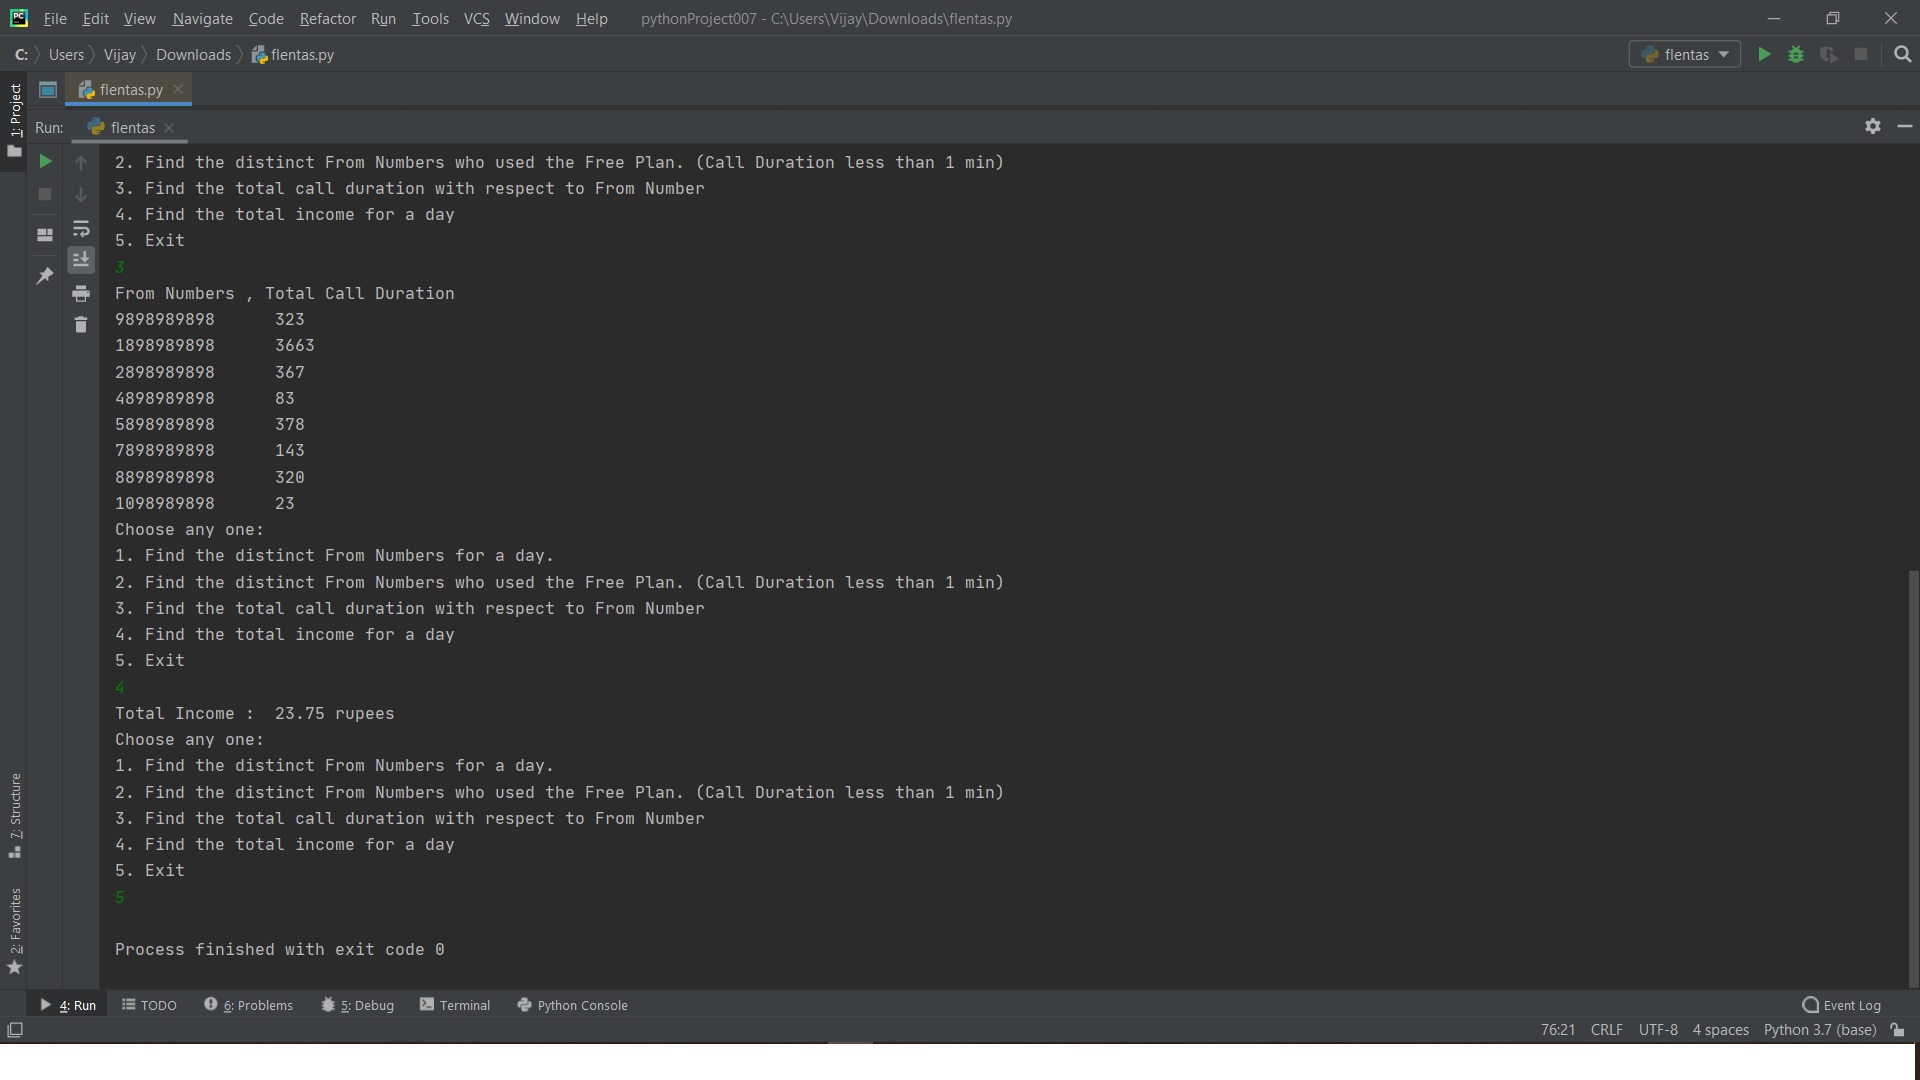 PC File Edit View Navigate Code Refactor Run Tools VCS Window Help pythonProject007 - C:\Users\Vijay\Downloads\flentas.py
C: Users Vijay Downloads flentas.py flentas
1: Project
flentas.py
Run: flentas
2. Find the distinct From Numbers who used the Free Plan. (Call Duration less than 1 min)
3. Find the total call duration with respect to From Number
4. Find the total income for a day
5. Exit
3
From Numbers , Total Call Duration
9898989898 323
1898989898 3663
2898989898 367
4898989898 83
5898989898 378
7898989898 143
8898989898 320
1098989898 23
Choose any one:
1. Find the distinct From Numbers for a day.
2. Find the distinct From Numbers who used the Free Plan. (Call Duration less than 1 min)
3. Find the total call duration with respect to From Number
4. Find the total income for a day
5. Exit
4
Total Income :  23.75 rupees
Choose any one:
1. Find the distinct From Numbers for a day.
2. Find the distinct From Numbers who used the Free Plan. (Call Duration less than 1 min)
3. Find the total call duration with respect to From Number
4. Find the total income for a day
5. Exit
5
Process finished with exit code 0
7: Structure
2: Favorites
4: Run TODO 6: Problems 5: Debug Terminal Python Console Event Log
76:21 CRLF UTF-8 4 spaces Python 3.7 (base)